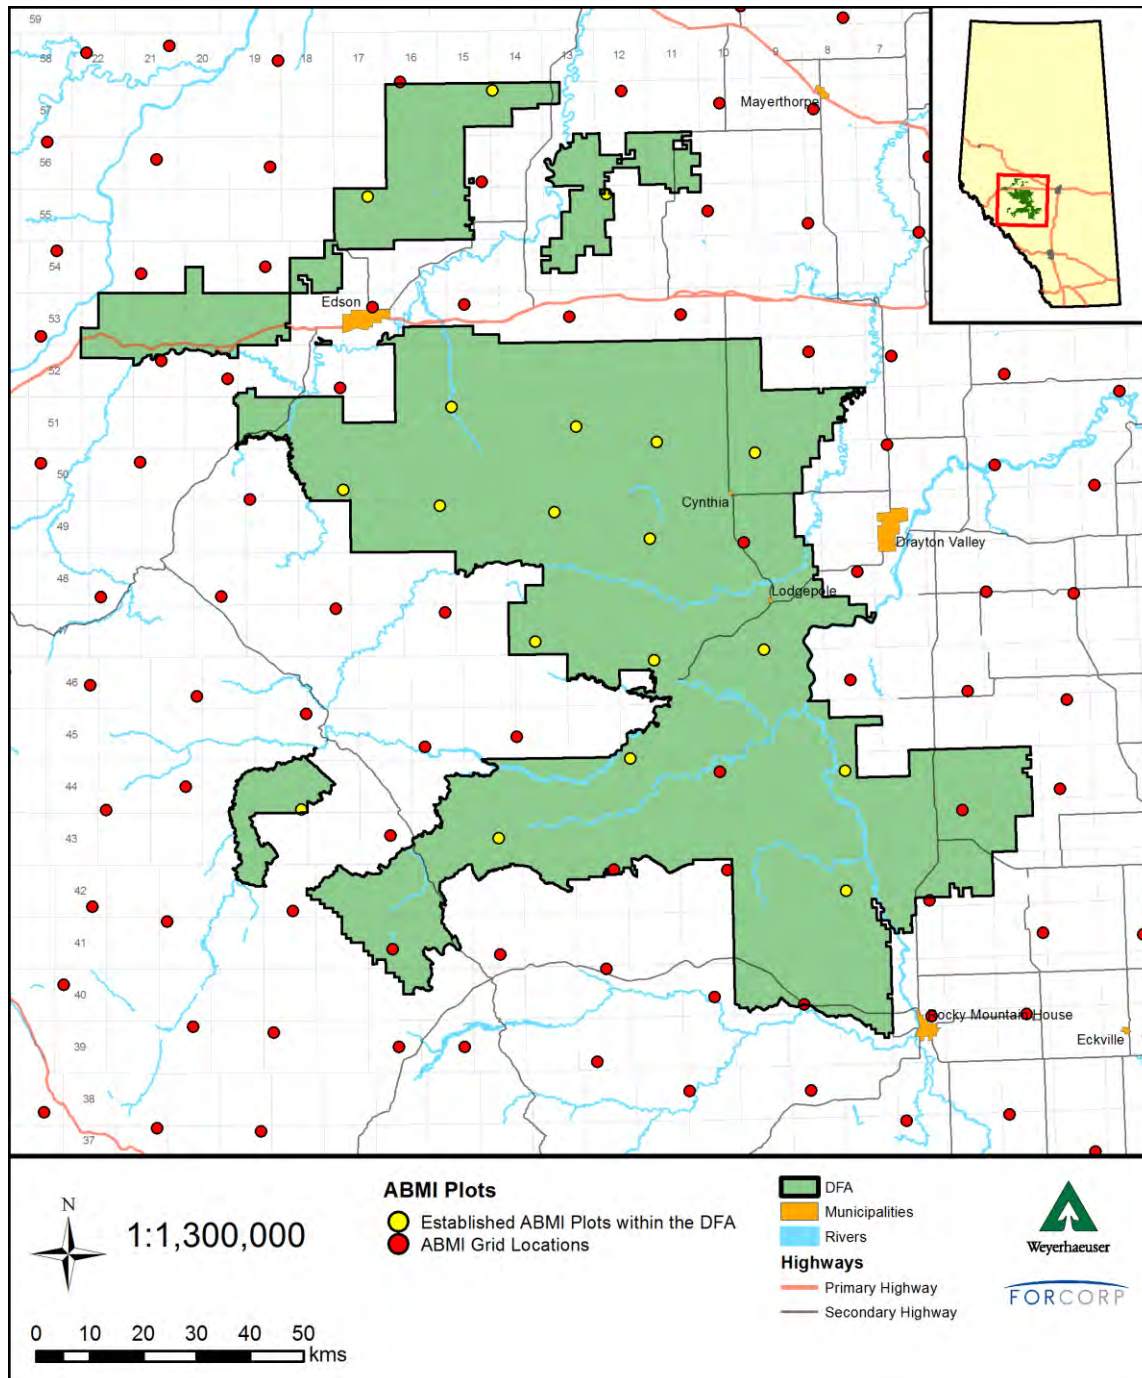 59
58 22 21 20 19 18 17 16 15 14 13 12 11 10 9 8 7
57
Mayerthorpe
56
55
54
Edson
53
52
51
50
Cynthia
49
Drayton Valley
48
Lodgepole
47
46
45
44
43
42
41
40
Rocky Mountain House
39
Eckville
38
37
N
1:1,300,000
0 10 20 30 40 50
kms
ABMI Plots
Established ABMI Plots within the DFA
ABMI Grid Locations
DFA
Municipalities
Rivers
Highways
Primary Highway
Secondary Highway
Weyerhaeuser
FORCORP